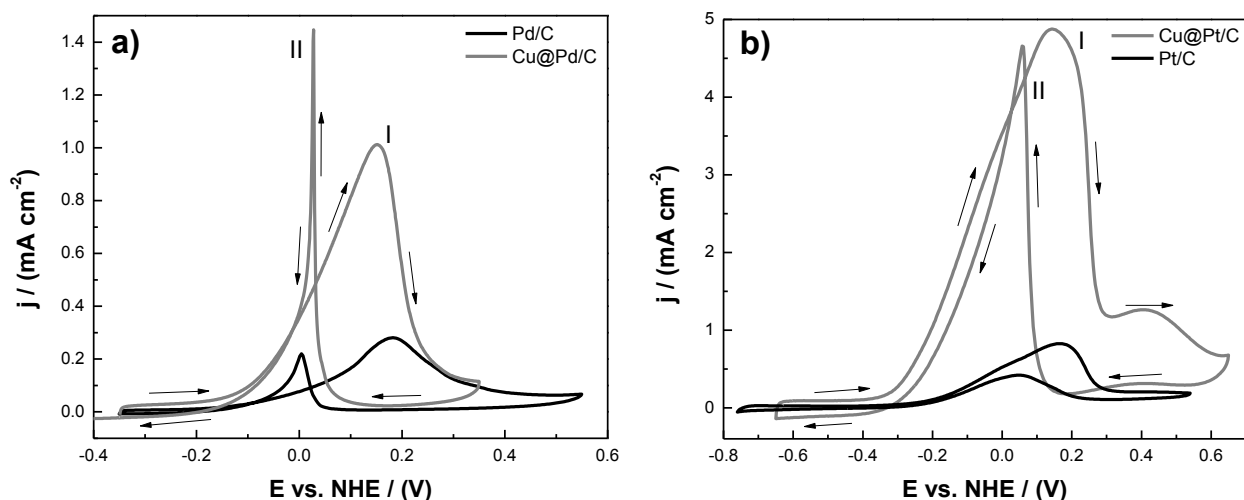 a)
Pd/C
Cu@Pd/C
II
I
1.4
1.2
1.0
0.8
0.6
0.4
0.2
0.0
j / (mA cm-2)
-0.4 -0.2 0.0 0.2 0.4 0.6
E vs. NHE / (V)
b)
Cu@Pt/C
Pt/C
I
II
5
4
3
2
1
0
j / (mA cm-2)
-0.8 -0.6 -0.4 -0.2 0.0 0.2 0.4 0.6
E vs. NHE / (V)